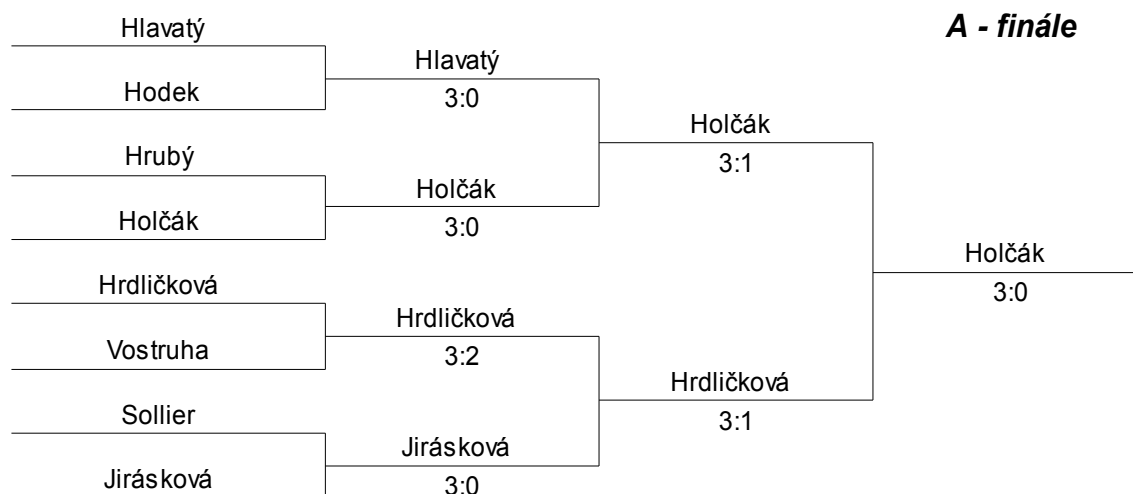 A - finále
Hlavatý
Hodek
Hrubý
Holčák
Hrdličková
Vostruha
Sollier
Jirásková
Hlavatý
3:0
Holčák
3:0
Hrdličková
3:2
Jirásková
3:0
Holčák
3:1
Hrdličková
3:1
Holčák
3:0